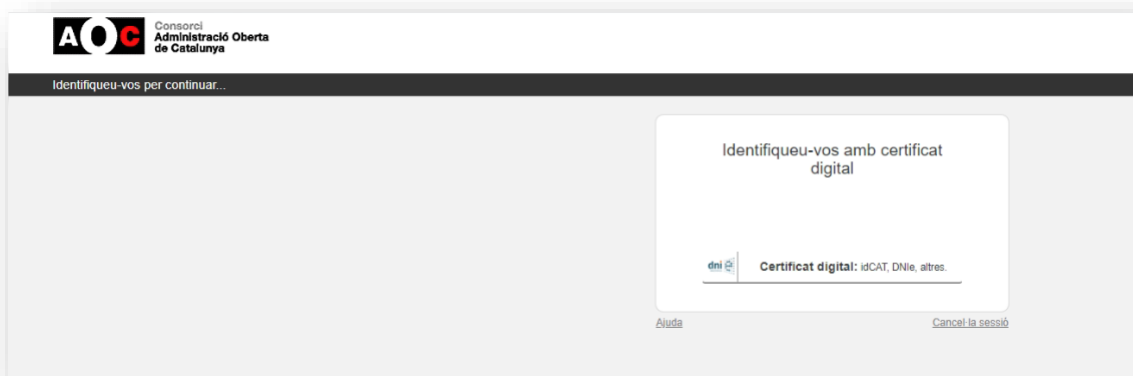 AOC
Consorci
Administració Oberta
de Catalunya
Identifiqueu-vos per continuar...
Identifiqueu-vos amb certificat
digital
dni e
Certificat digital: idCAT, DNIe, altres.
Ajuda
Cancel·la sessió